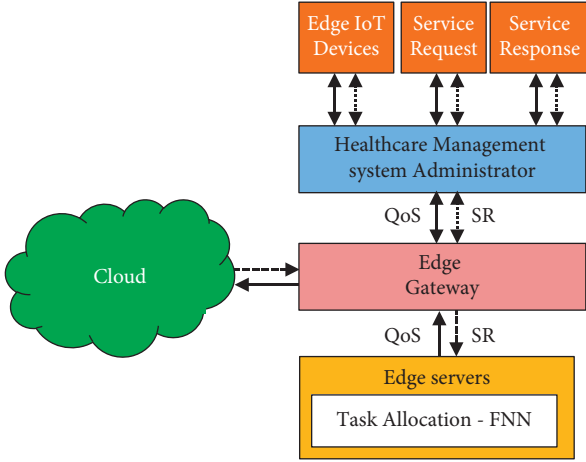 Edge IoT
Devices
Service
Request
Service
Response
Healthcare Management
system Administrator
QoS
SR
Cloud
Edge
Gateway
QoS
SR
Edge servers
Task Allocation - FNN